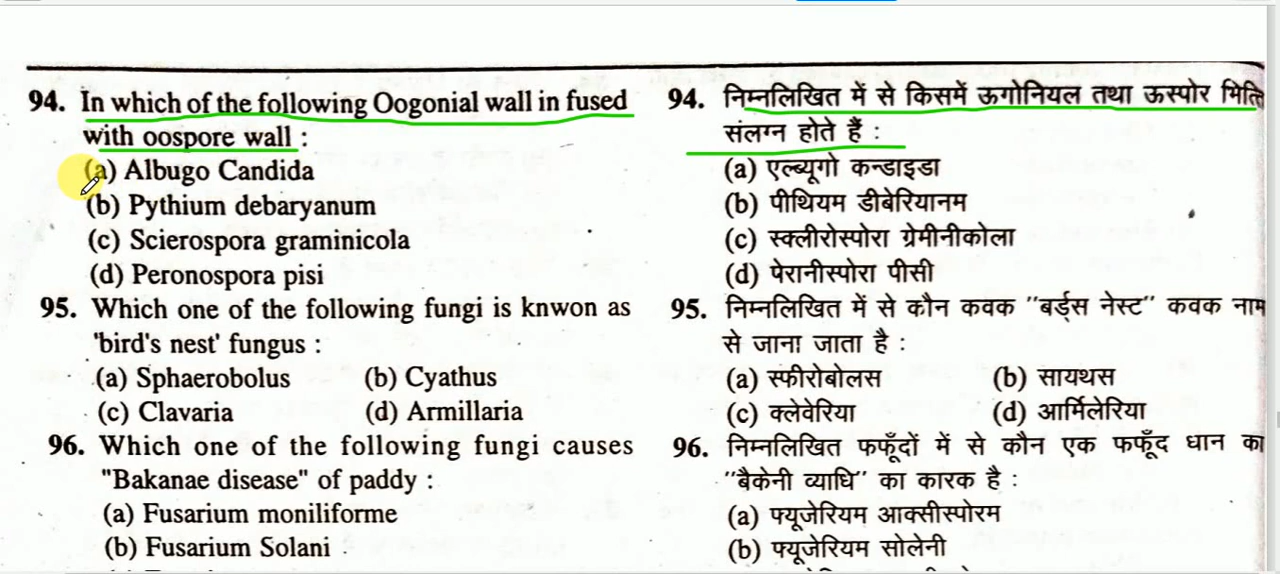 94. In which of the following Oogonial wall in fused
with oospore wall :
(a) Albugo Candida
(b) Pythium debaryanum
(c) Scierospora graminicola
(d) Peronospora pisi
95. Which one of the following fungi is knwon as
'bird's nest' fungus :
(a) Sphaerobolus (b) Cyathus
(c) Clavaria (d) Armillaria
96. Which one of the following fungi causes
"Bakanae disease" of paddy :
(a) Fusarium moniliforme
(b) Fusarium Solani
94. निम्नलिखित में से किसमें ऊगोनियल तथा ऊस्पोर भित्ति
संलग्न होते हैं :
(a) एल्ब्यूगो कन्डाइडा
(b) पीथियम डीबेरियानम
(c) स्क्लीरोस्पोरा ग्रेमीनीकोला
(d) पेरानीस्पोरा पीसी
95. निम्नलिखित में से कौन कवक "बर्ड्स नेस्ट" कवक नाम
से जाना जाता है :
(a) स्फीरोबोलस (b) सायथस
(c) क्लेवेरिया (d) आर्मिलेरिया
96. निम्नलिखित फफूँदों में से कौन एक फफूँद धान का
"बैकेनी व्याधि" का कारक है :
(a) फ्यूजेरियम आक्सीस्पोरम
(b) फ्यूजेरियम सोलेनी